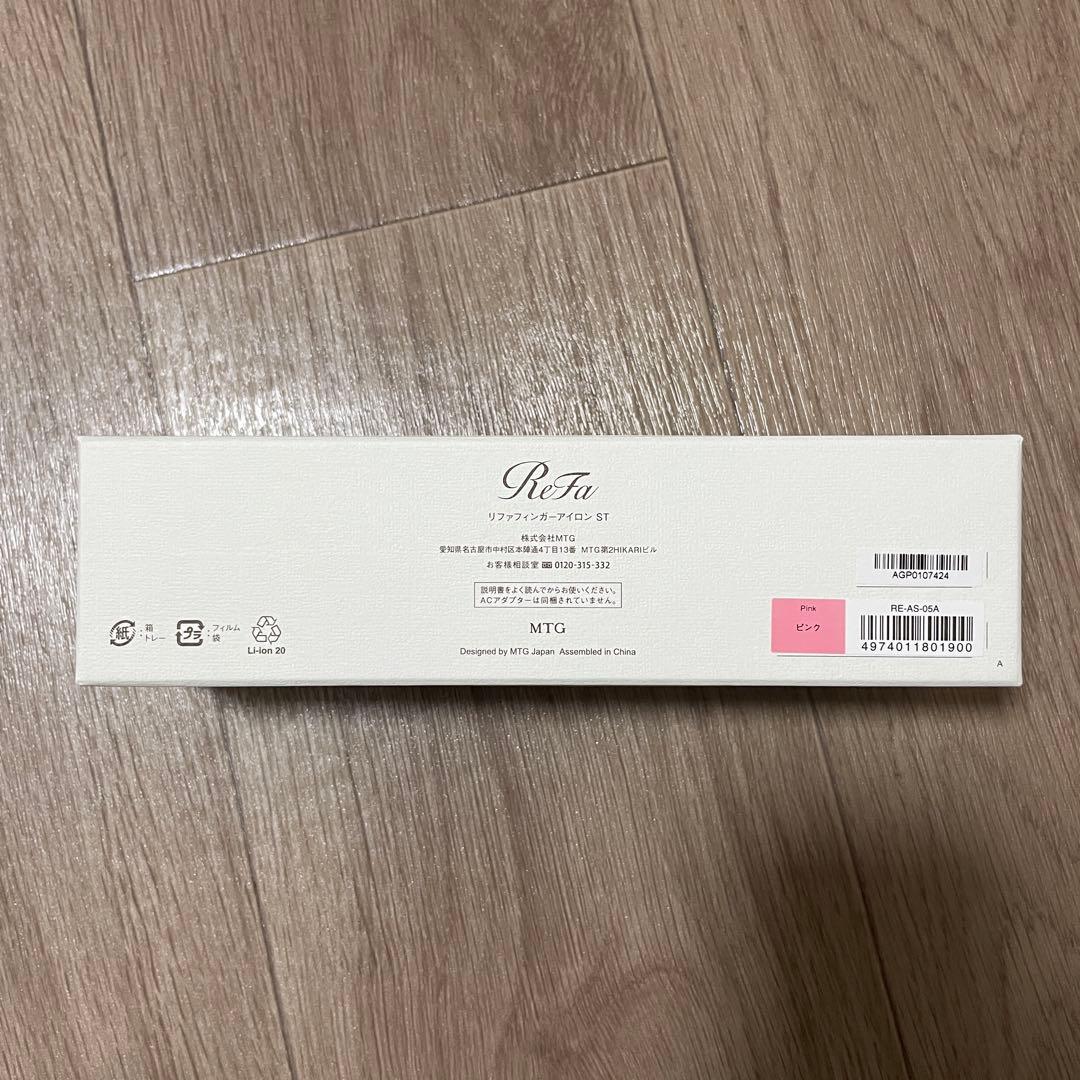 ReFa
リファフィンガーアイロン ST
株式会社MTG
愛知県名古屋市中村区本陣通4丁目13番 MTG第2HIKARIビル
お客様相談室 0120-315-332
説明書をよく読んでからお使いください。
ACアダプターは同梱されていません。
MTG
Designed by MTG Japan Assembled in China
紙 : 箱
トレー
プラ : フィルム
袋
Li-ion 20
AGP0107424
Pink
ピンク
RE-AS-05A
4974011801900
A